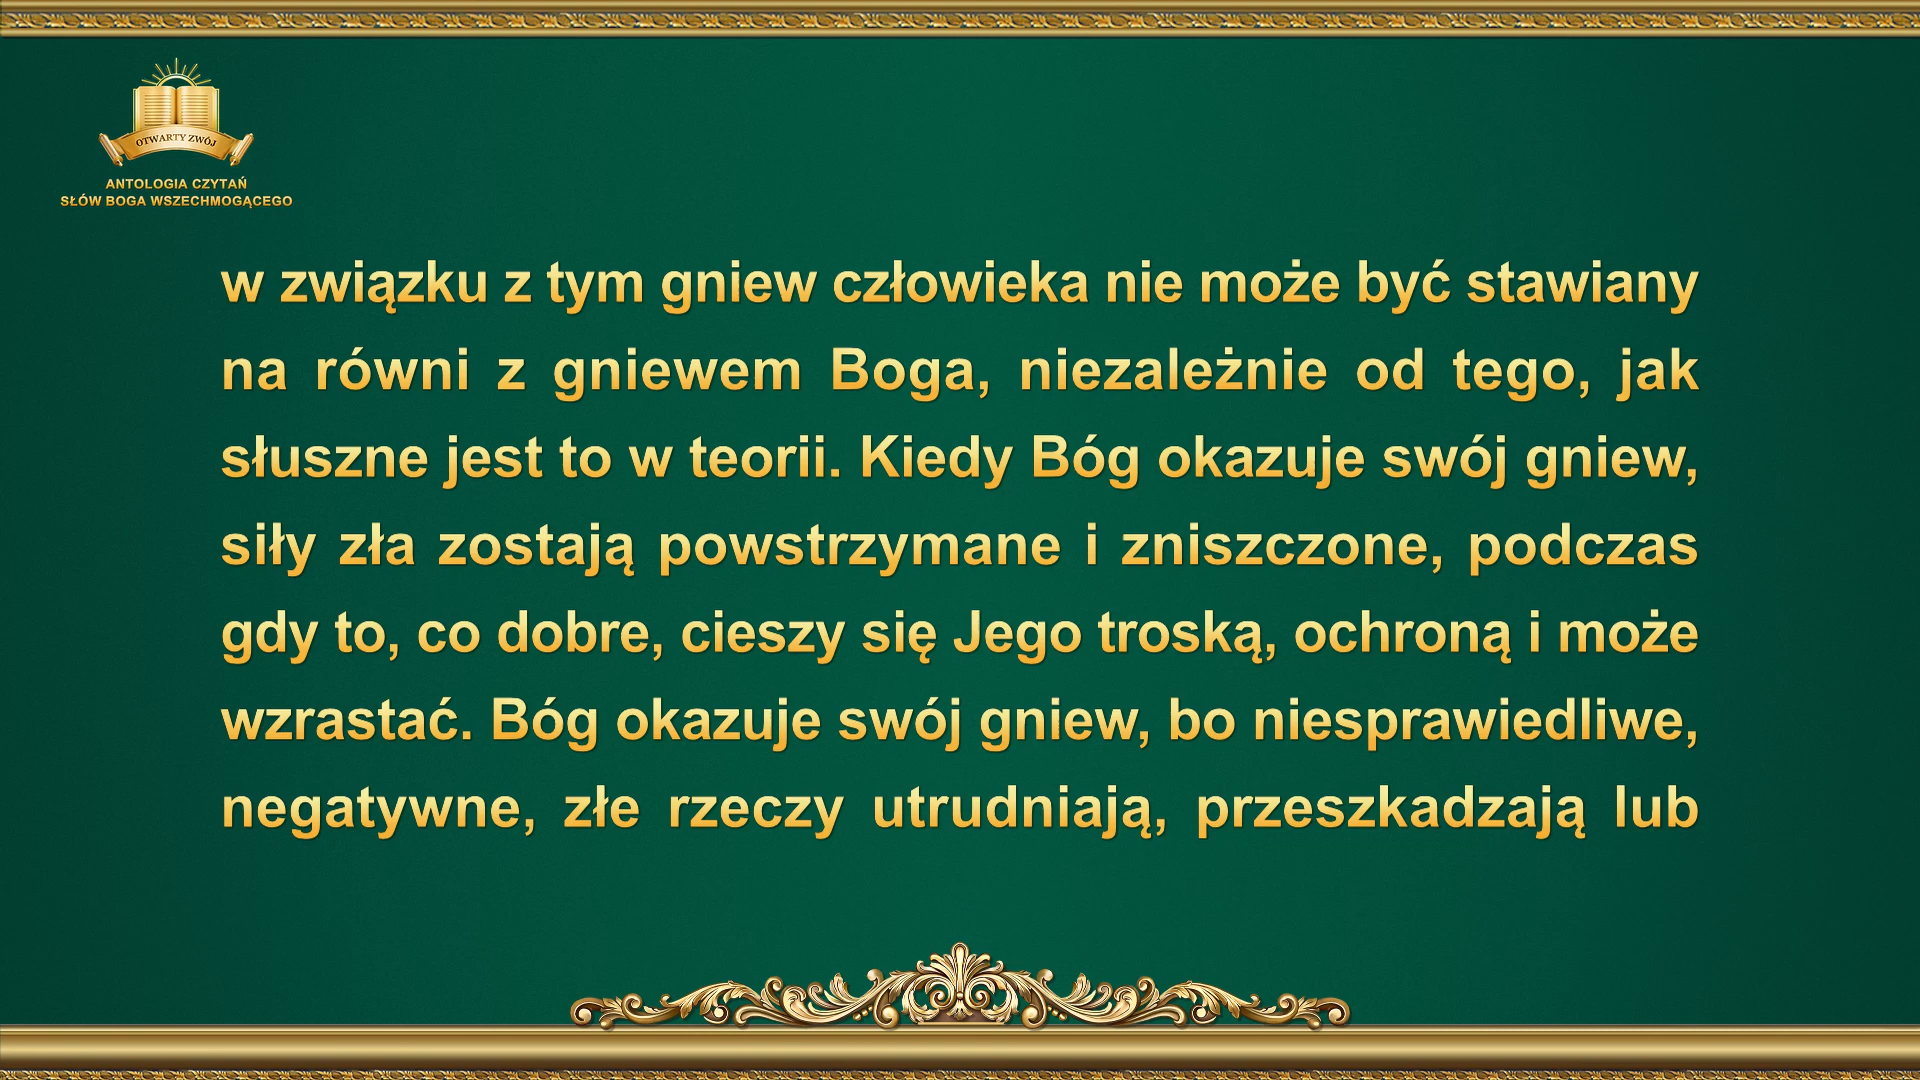 OTWARTY ZWÓJ
ANTOLOGIA CZYTAŃ
SŁÓW BOGA WSZECHMOGĄCEGO
w związku z tym gniew człowieka nie może być stawiany
na równi z gniewem Boga, niezależnie od tego, jak
słuszne jest to w teorii. Kiedy Bóg okazuje swój gniew,
siły zła zostają powstrzymane i zniszczone, podczas
gdy to, co dobre, cieszy się Jego troską, ochroną i może
wzrastać. Bóg okazuje swój gniew, bo niesprawiedliwe,
negatywne, złe rzeczy utrudniają, przeszkadzają lub